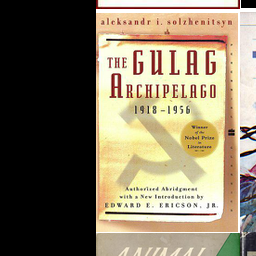 aleksandr i. solzhenitsyn
THE GULAG
ARCHIPELAGO
1918–1956
Winner
of the
Nobel Prize
in
Literature
Authorized Abridgment
with a New Introduction by
EDWARD E. ERICSON, JR.
ANIMAL